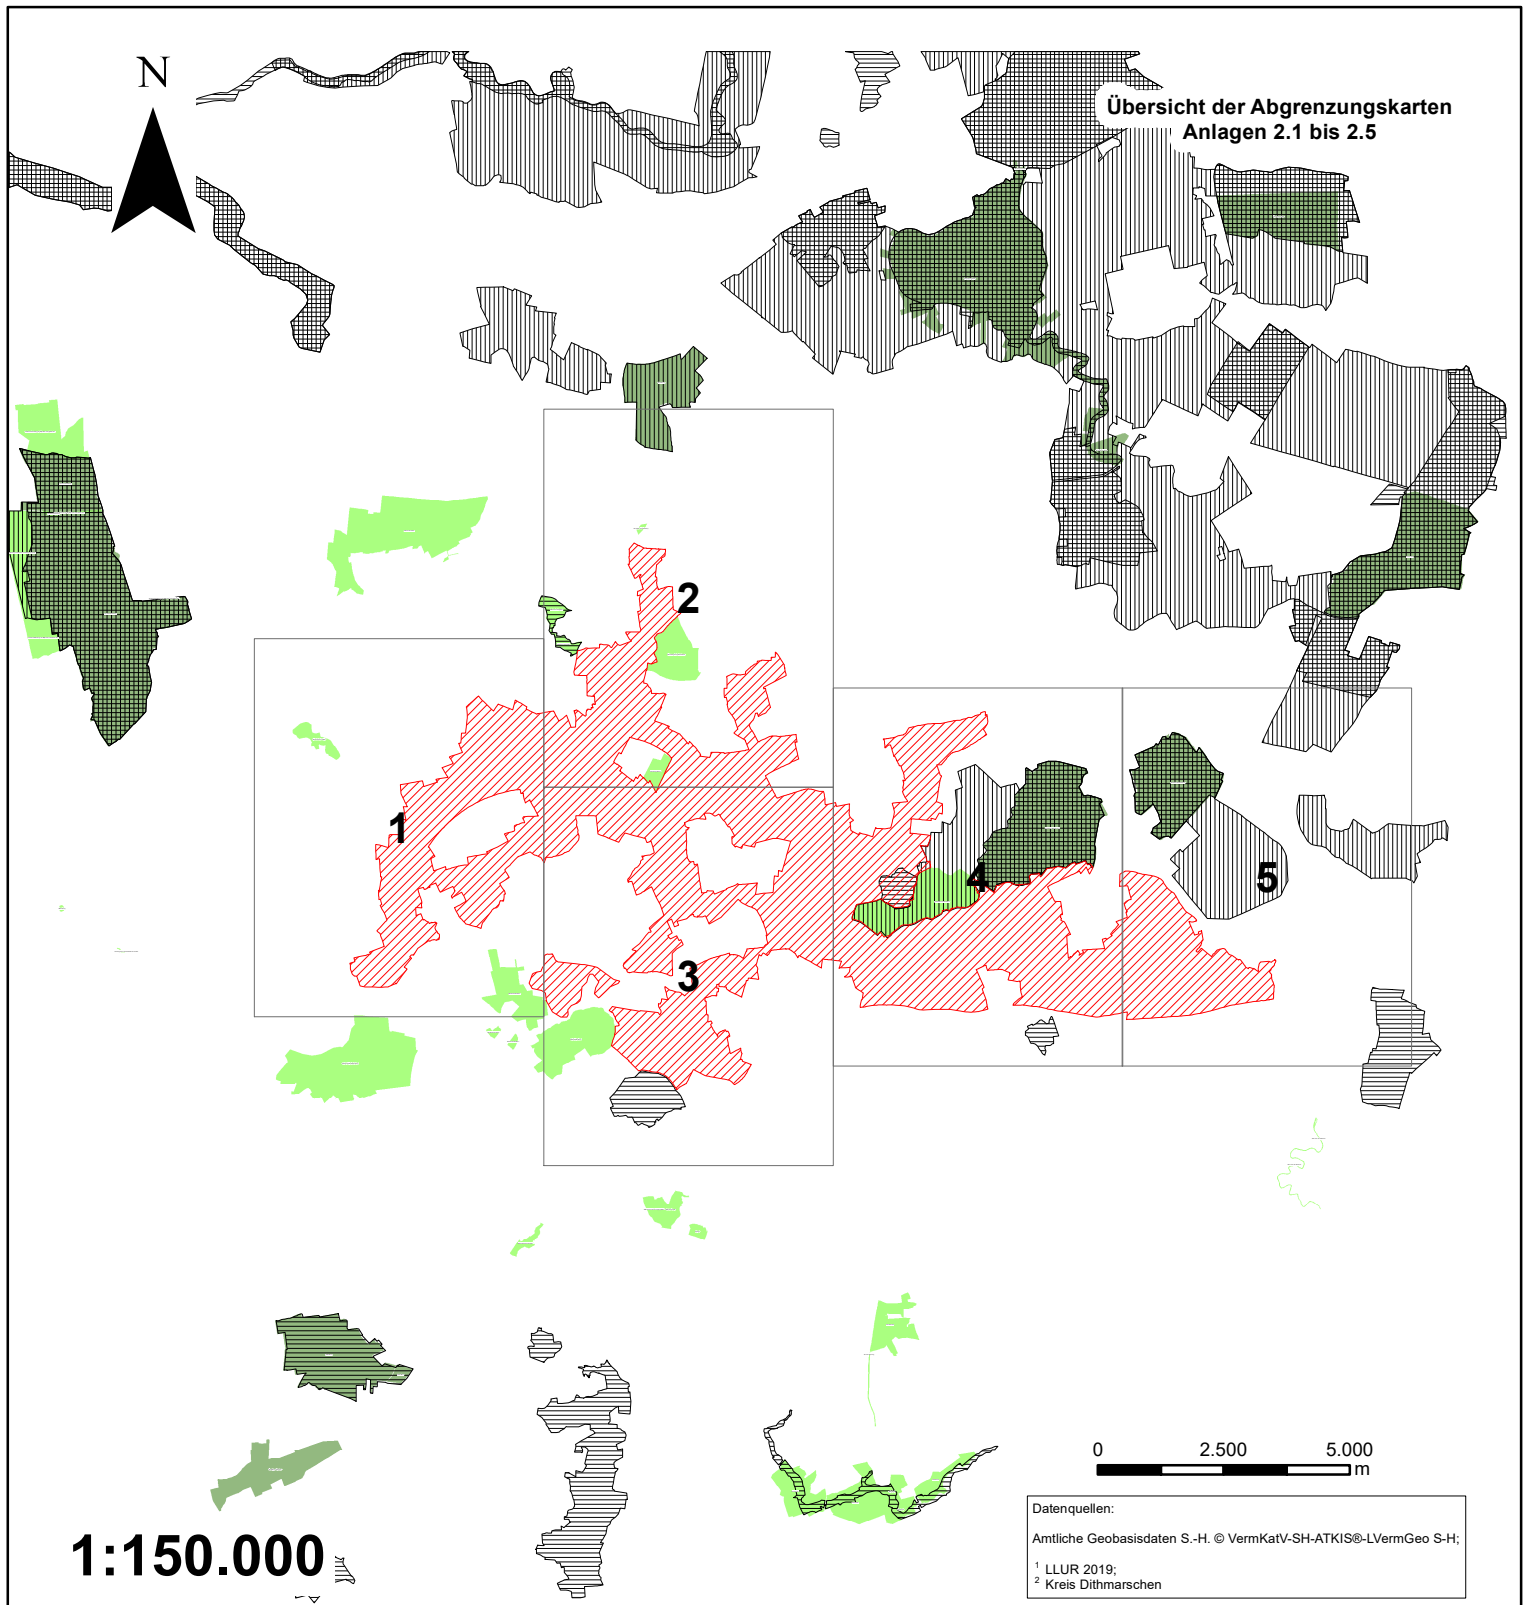 N
Übersicht der Abgrenzungskarten
Anlagen 2.1 bis 2.5
2
1
4
5
3
0 2.500 5.000
m
Datenquellen:
Amtliche Geobasisdaten S.-H. © VermKatV-SH-ATKIS®-LVermGeo S-H;
1 LLUR 2019;
2 Kreis Dithmarschen
1:150.000